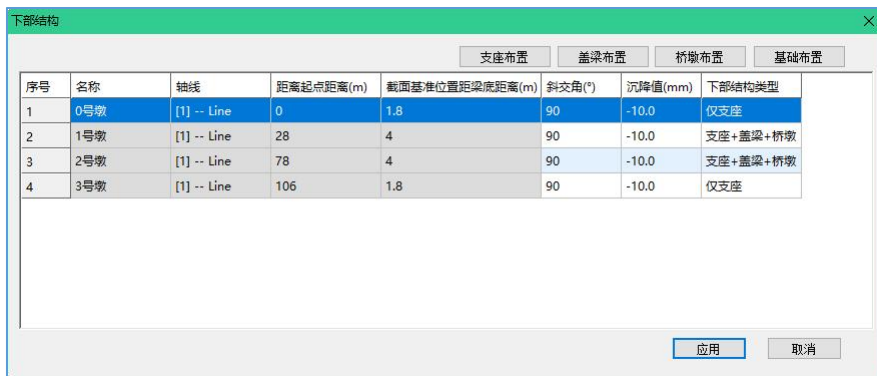 下部结构
支座布置 盖梁布置 桥墩布置 基础布置
序号 名称 轴线 距离起点距离(m) 截面基准位置距梁底距离(m) 斜交角(°) 沉降值(mm) 下部结构类型
1 0号墩 [1] -- Line 0 1.8 90 -10.0 仅支座
2 1号墩 [1] -- Line 28 4 90 -10.0 支座+盖梁+桥墩
3 2号墩 [1] -- Line 78 4 90 -10.0 支座+盖梁+桥墩
4 3号墩 [1] -- Line 106 1.8 90 -10.0 仅支座
应用 取消